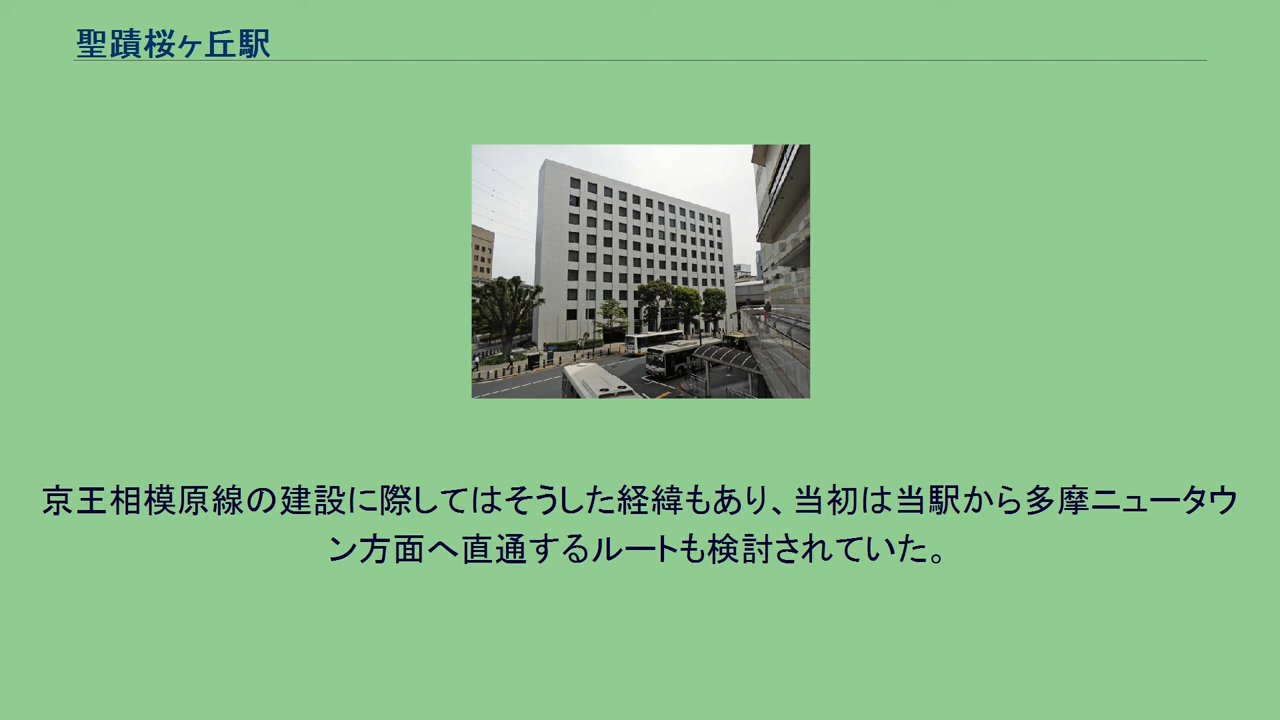 聖蹟桜ヶ丘駅
京王相模原線の建設に際してはそうした経緯もあり、当初は当駅から多摩ニュータウ
ン方面へ直通するルートも検討されていた。